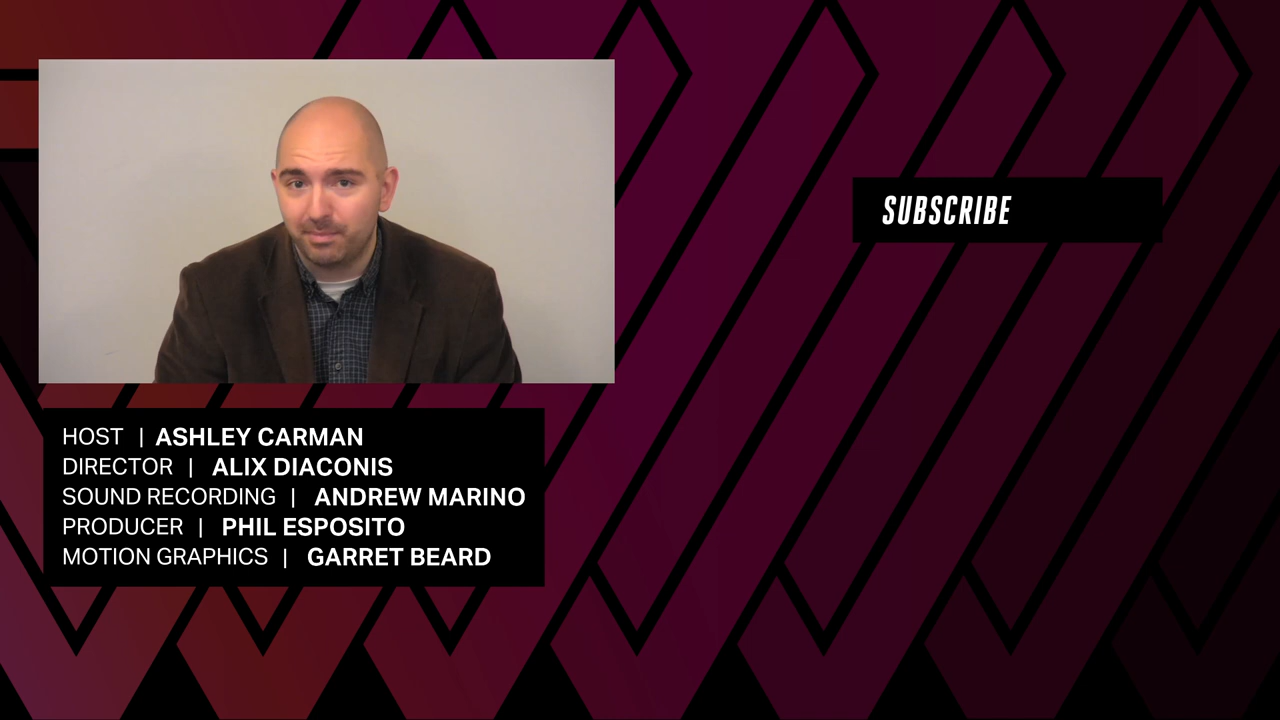 SUBSCRIBE
HOST | ASHLEY CARMAN
DIRECTOR | ALIX DIACONIS
SOUND RECORDING | ANDREW MARINO
PRODUCER | PHIL ESPOSITO
MOTION GRAPHICS | GARRET BEARD